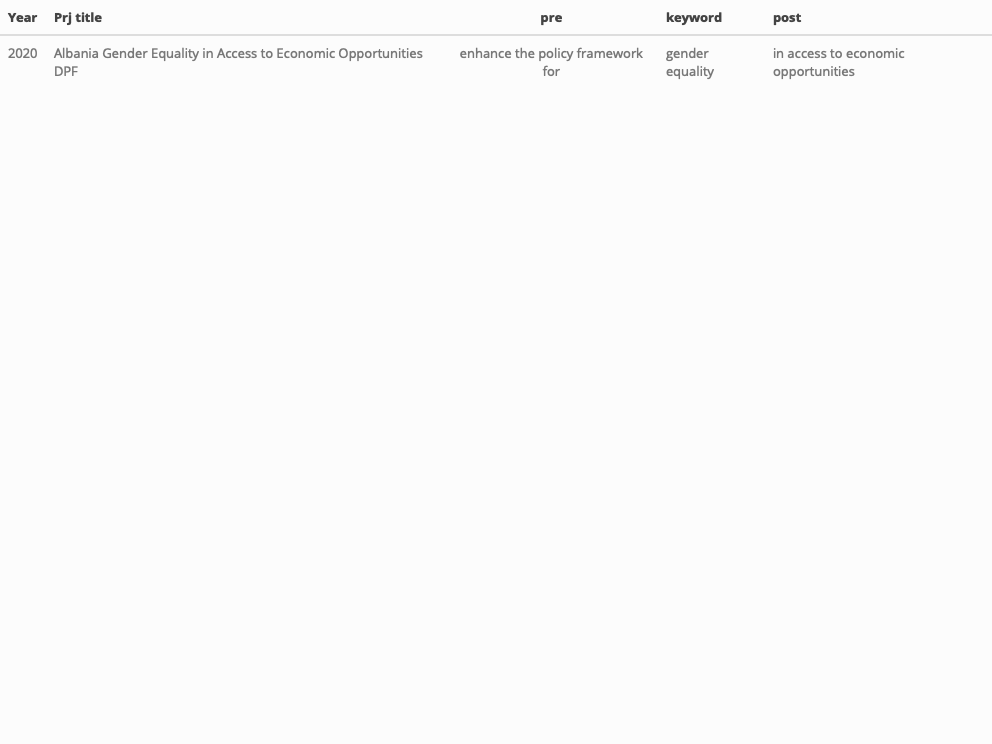 Year Prj title pre keyword post
2020 Albania Gender Equality in Access to Economic Opportunities enhance the policy framework gender in access to economic
DPF for equality opportunities